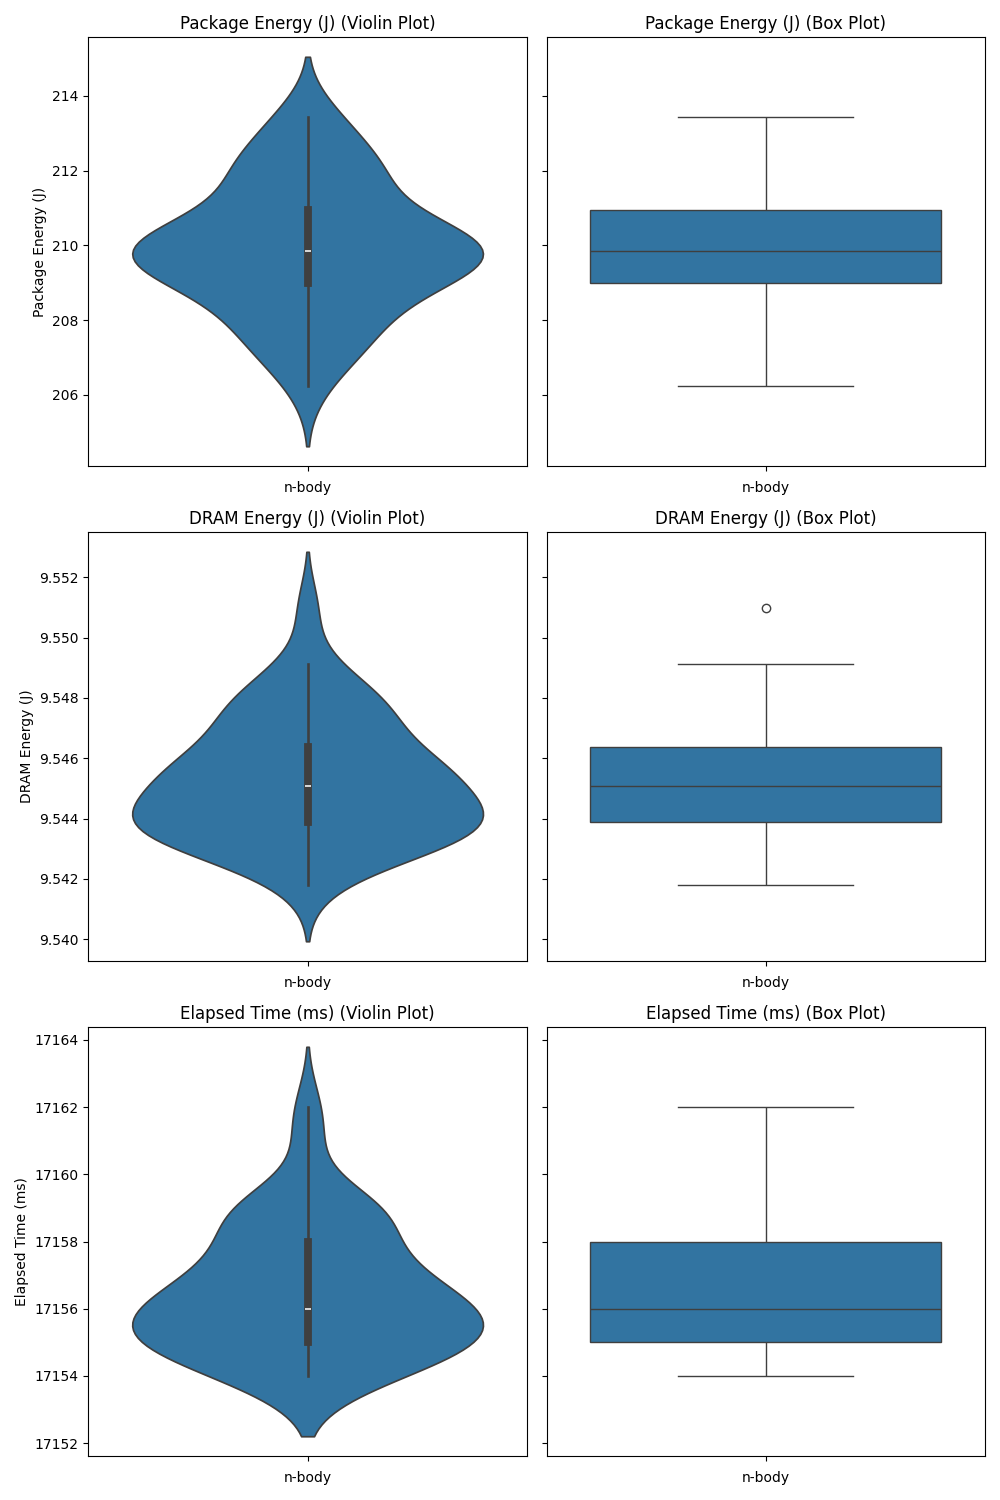 Package Energy (J) (Violin Plot)
Package Energy (J) (Box Plot)
214
212
210
208
206
Package Energy (J)
n-body
n-body
DRAM Energy (J) (Violin Plot)
DRAM Energy (J) (Box Plot)
9.552
9.550
9.548
9.546
9.544
9.542
9.540
DRAM Energy (J)
n-body
n-body
Elapsed Time (ms) (Violin Plot)
Elapsed Time (ms) (Box Plot)
17164
17162
17160
17158
17156
17154
17152
Elapsed Time (ms)
n-body
n-body